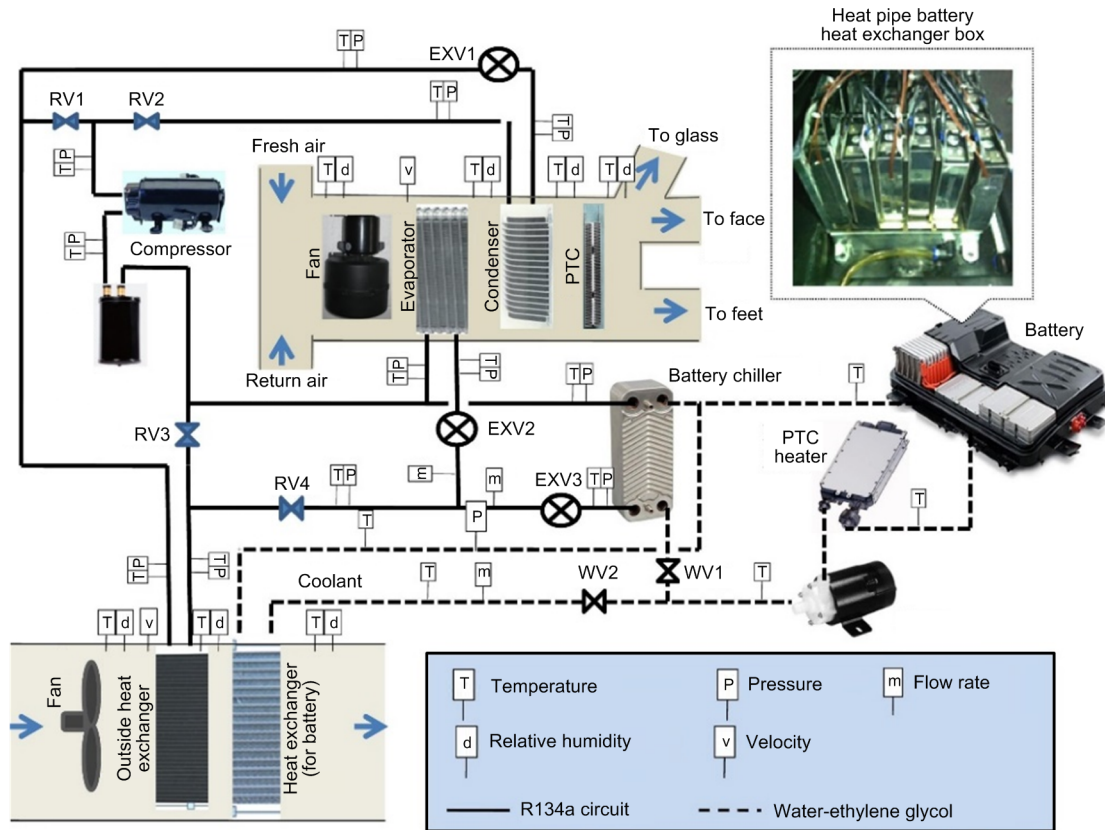 Heat pipe battery
heat exchanger box
T P
EXV1
RV1
RV2
T P
T P
T P
Fresh air
To glass
T d
v
T d
T d
T d
Compressor
To face
Fan
Evaporator
Condenser
PTC
T P
To feet
Battery
Return air
T P
T P
T P
Battery chiller
T
RV3
EXV2
PTC
heater
RV4
T P
m
m
EXV3
T P
T
T
P
T P
T P
Coolant
T
m
WV2
WV1
T
T d
v
T d
T d
Fan
Outside heat
exchanger
Heat exchanger
(for battery)
T Temperature
P Pressure
m Flow rate
d Relative humidity
v Velocity
R134a circuit
Water-ethylene glycol